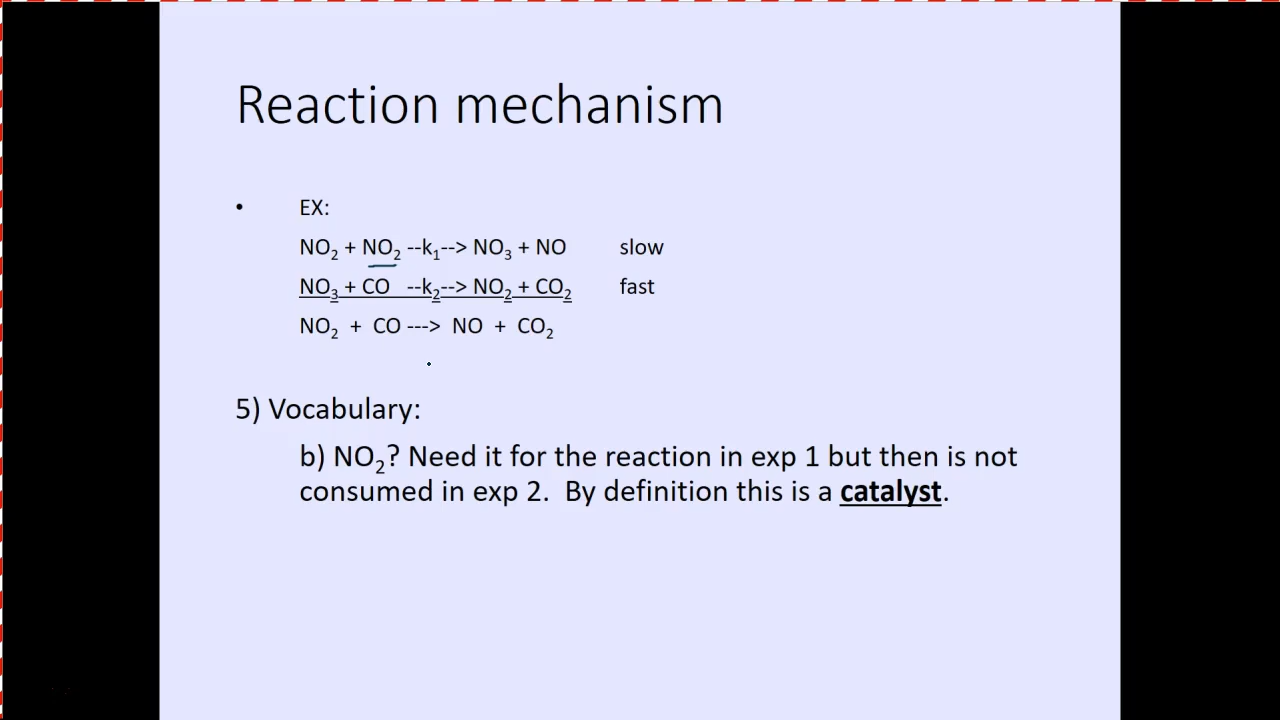 Reaction mechanism
• EX:
NO₂ + NO₂ --k₁--> NO₃ + NO slow
NO₃ + CO --k₂--> NO₂ + CO₂ fast
NO₂ + CO ---> NO + CO₂
5) Vocabulary:
b) NO₂? Need it for the reaction in exp 1 but then is not
consumed in exp 2. By definition this is a catalyst.